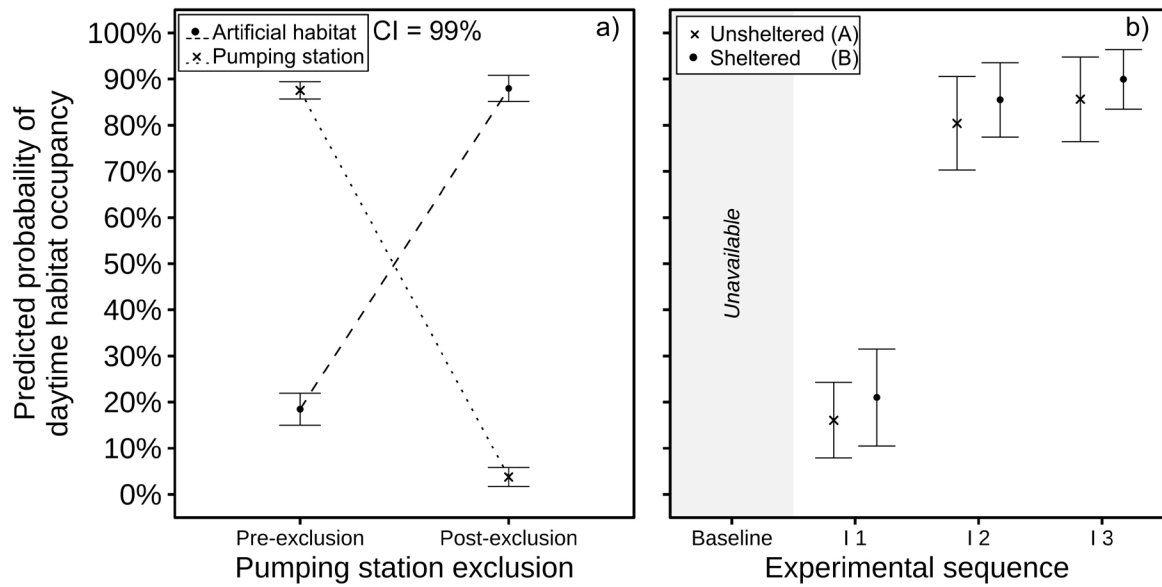 Predicted probabaility of
daytime habitat occupancy
100%
90%
80%
70%
60%
50%
40%
30%
20%
10%
0%
Artificial habitat
Pumping station
CI = 99%
a)
Pre-exclusion
Post-exclusion
Pumping station exclusion
Unsheltered (A)
Sheltered (B)
b)
Unavailable
Baseline
I 1
I 2
I 3
Experimental sequence